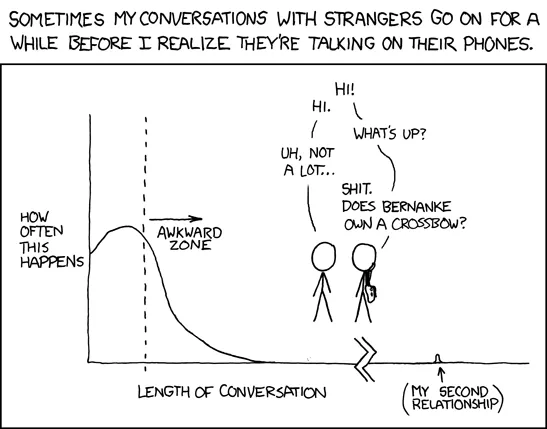 SOMETIMES MY CONVERSATIONS WITH STRANGERS GO ON FOR A
WHILE BEFORE I REALIZE THEY'RE TALKING ON THEIR PHONES.
HI!
HI.
WHAT'S UP?
UH, NOT
A LOT...
SHIT.
DOES BERNANKE
OWN A CROSSBOW?
HOW
OFTEN
THIS
HAPPENS
AWKWARD
ZONE
LENGTH OF CONVERSATION
(MY SECOND
RELATIONSHIP)